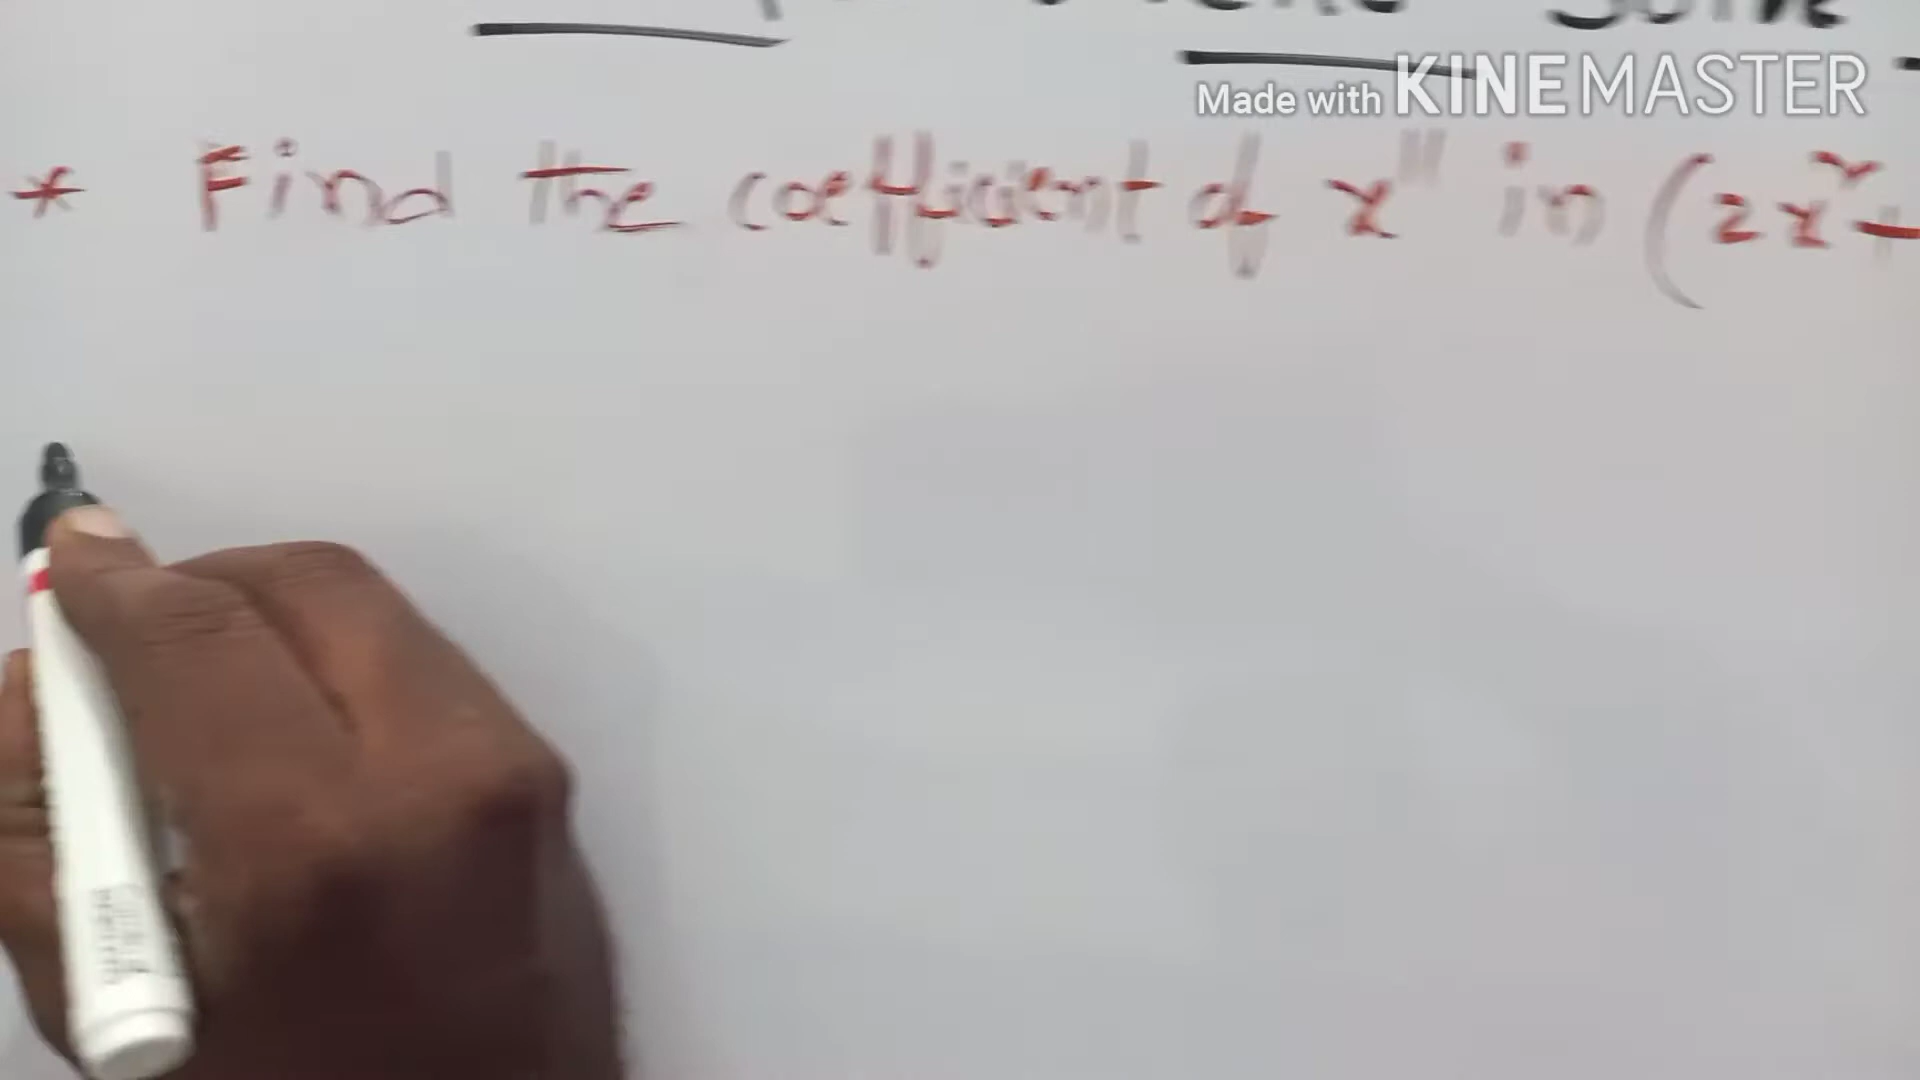 Made with KINEMASTER
* Find the coefficient of x¹¹ in (2x²+